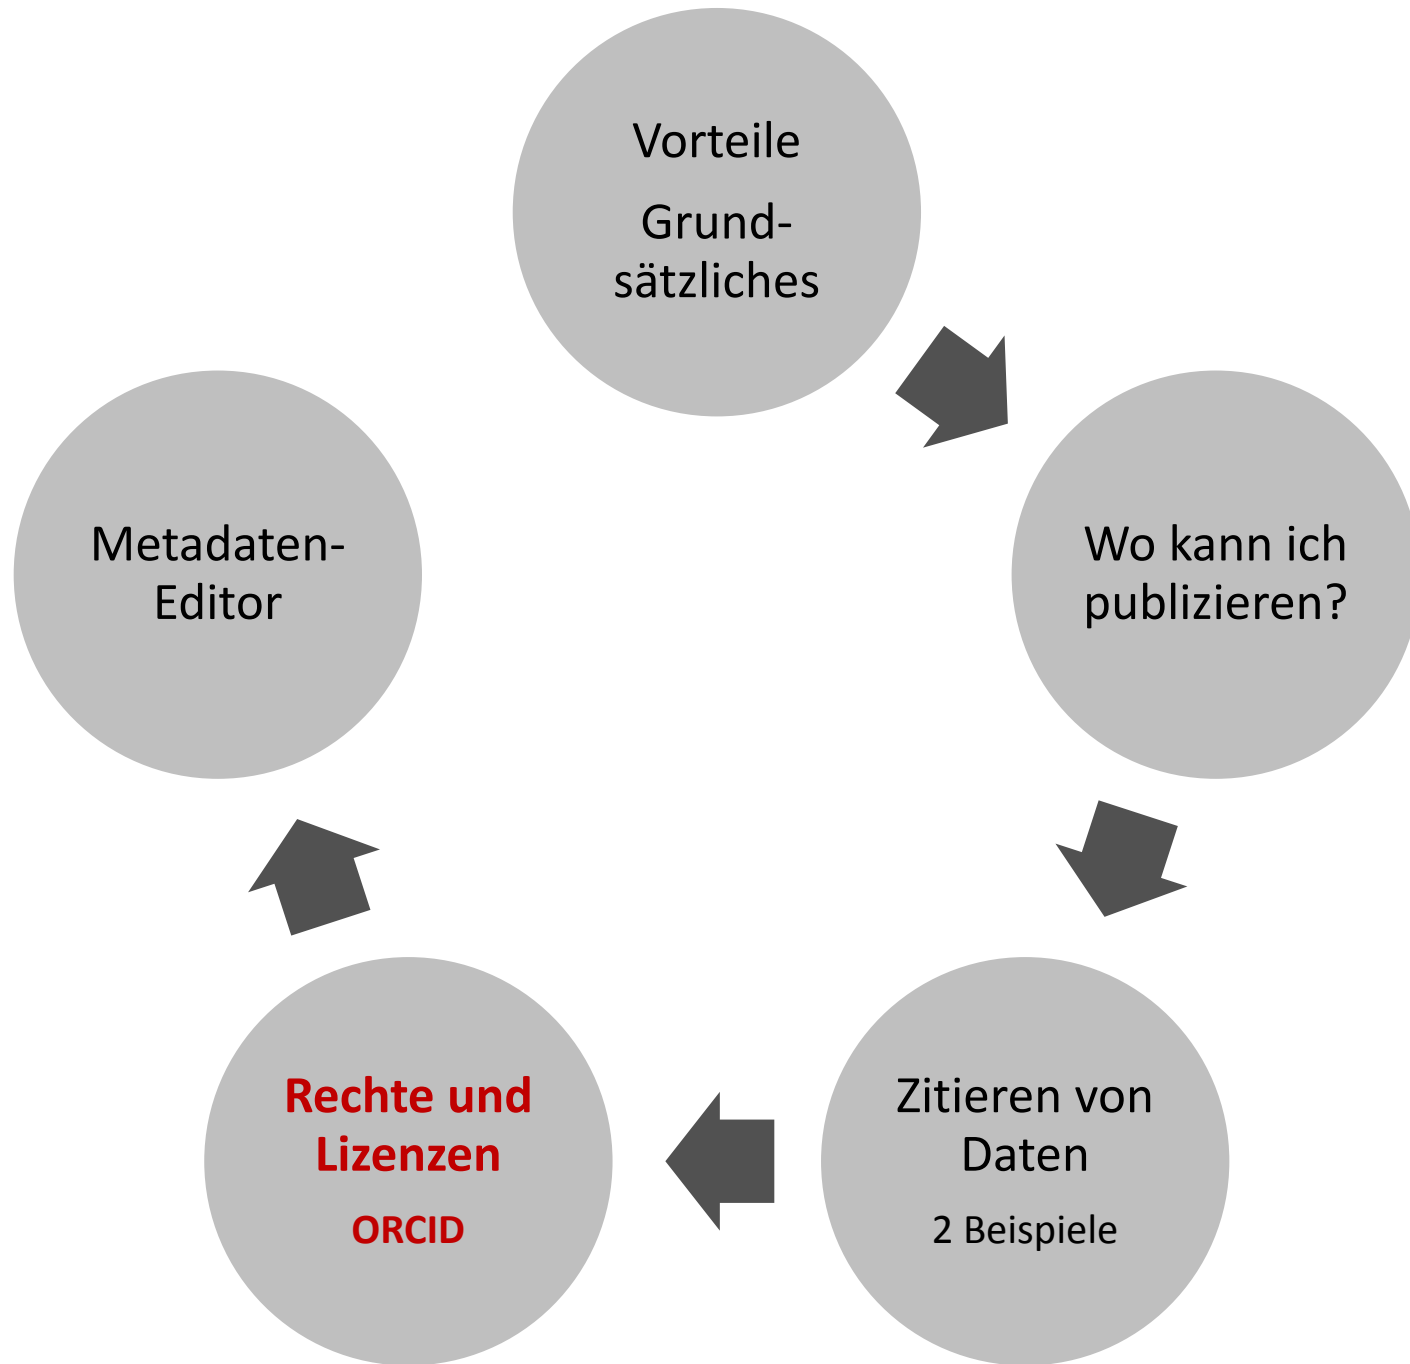 Vorteile
Grund-
sätzliches
Wo kann ich
publizieren?
Zitieren von
Daten
2 Beispiele
Rechte und
Lizenzen
ORCID
Metadaten-
Editor